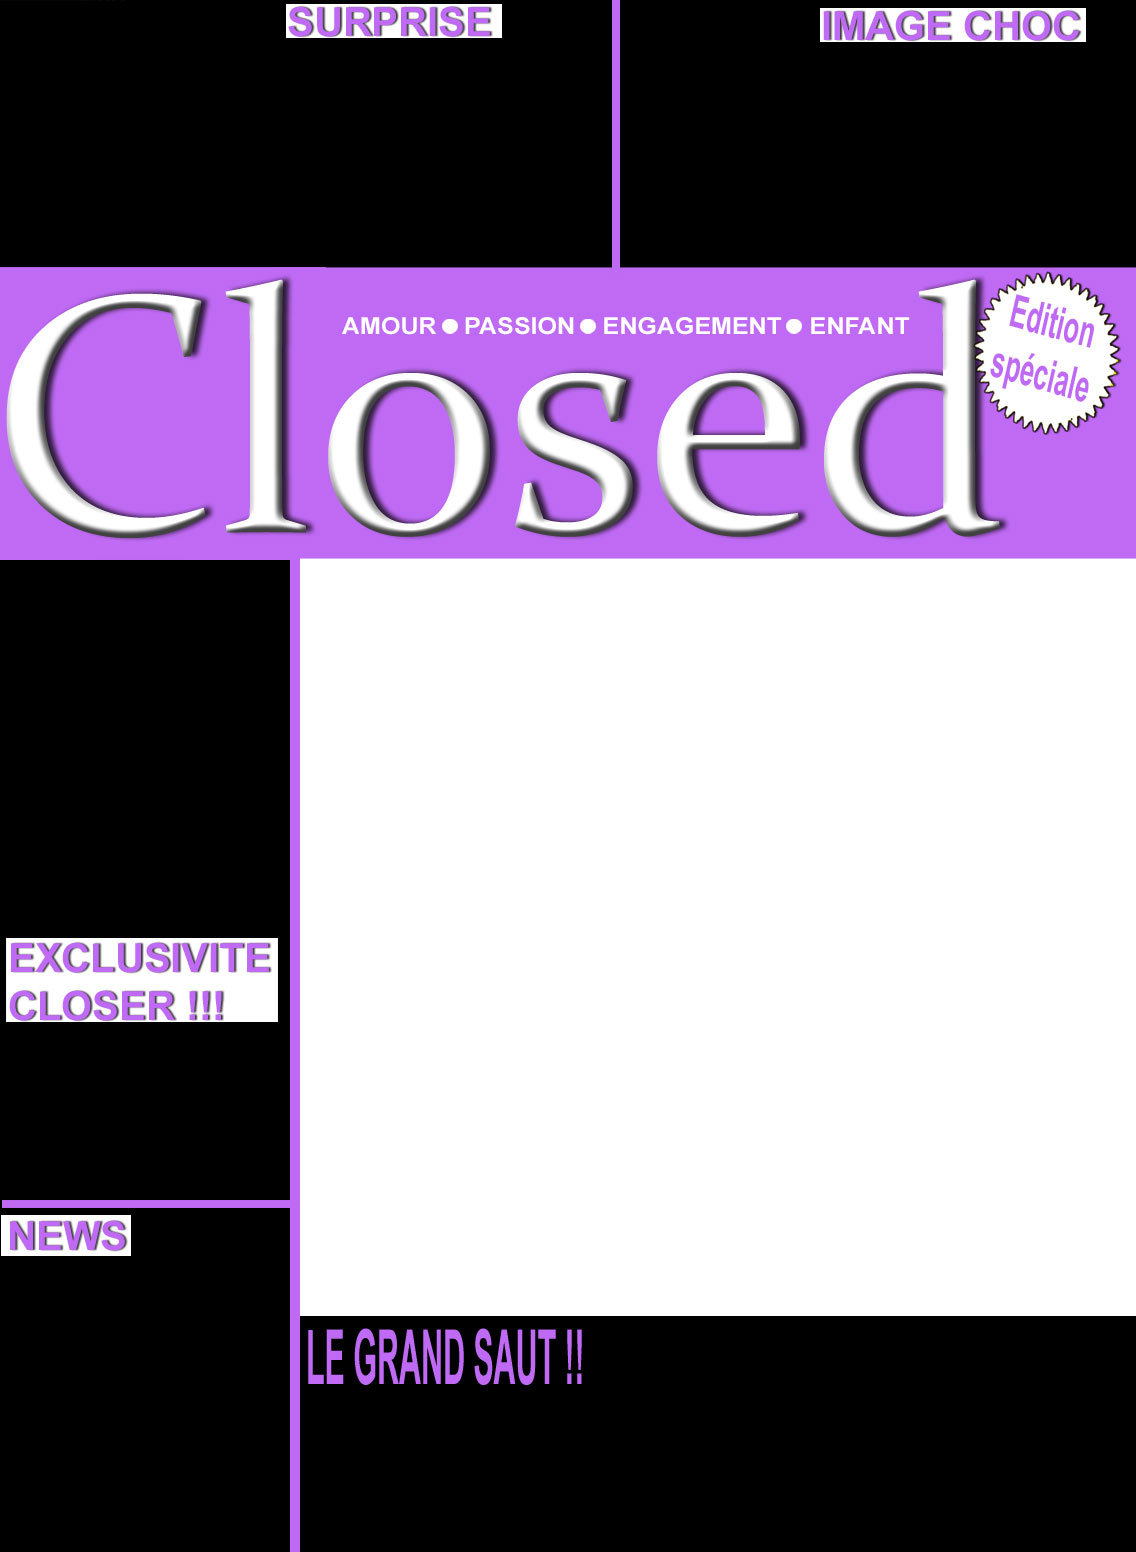 SURPRISE
IMAGE CHOC
AMOUR ● PASSION ● ENGAGEMENT ● ENFANT
Closed
Edition
spéciale
EXCLUSIVITE
CLOSER !!!
NEWS
LE GRAND SAUT !!